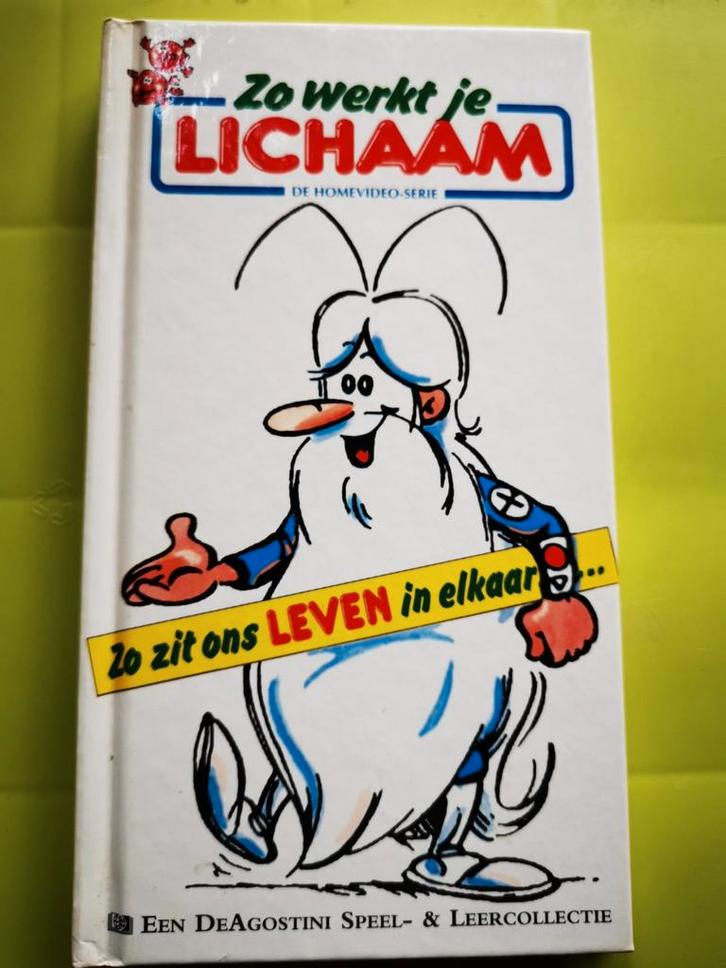 Zo werkt je
LICHAAM
DE HOMEVIDEO-SERIE
Zo zit ons LEVEN in elkaar ...
EEN DEAGOSTINI SPEEL- & LEERCOLLECTIE